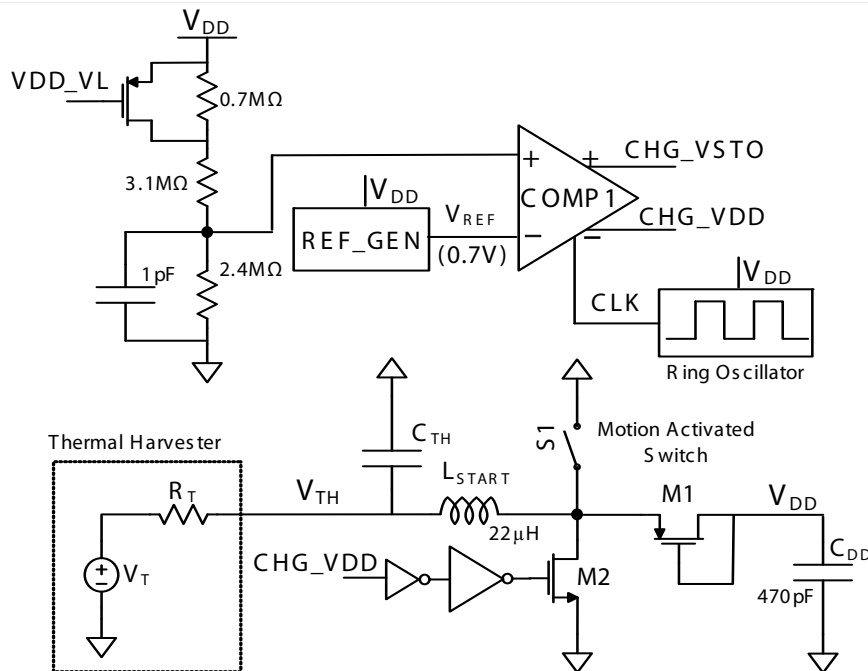 VDD
VDD_VL
0.7MΩ
3.1MΩ
1pF
2.4MΩ
VDD
REF_GEN
VREF
(0.7V)
+
−
COMP1
+
−
CHG_VSTO
CHG_VDD
CLK
VDD
Ring Oscillator
Thermal Harvester
RT
+
−
VT
VTH
CTH
LSTART
22μH
S1
Motion Activated
Switch
M1
VDD
CDD
470pF
CHG_VDD
M2